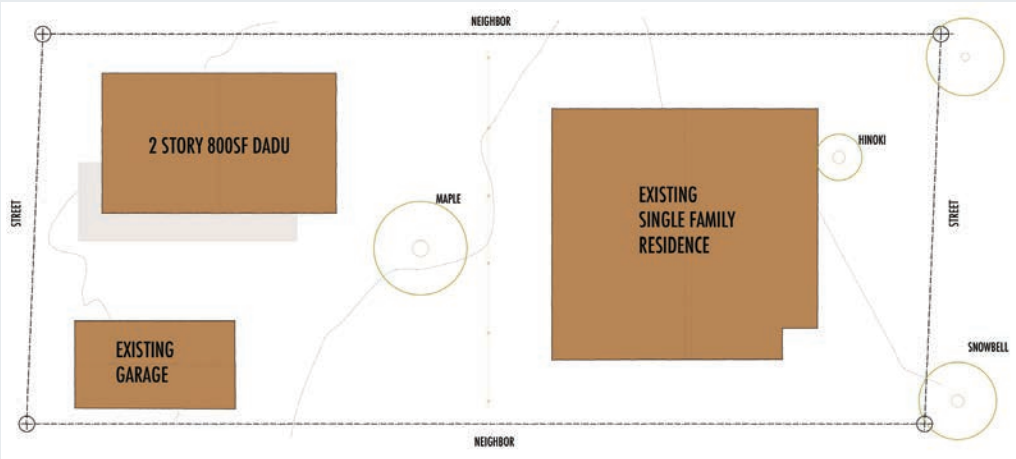 NEIGHBOR
2 STORY 800SF DADU
HINOKI
MAPLE
EXISTING
SINGLE FAMILY
RESIDENCE
STREET
STREET
EXISTING
GARAGE
SNOWBELL
NEIGHBOR